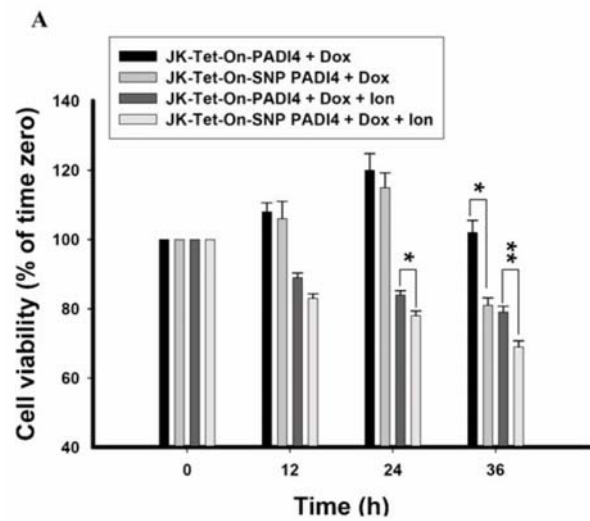 A
JK-Tet-On-PADI4 + Dox
JK-Tet-On-SNP PADI4 + Dox
JK-Tet-On-PADI4 + Dox + Ion
JK-Tet-On-SNP PADI4 + Dox + Ion
Cell viability (% of time zero)
140
120
100
80
60
40
*
*
**
0 12 24 36
Time (h)